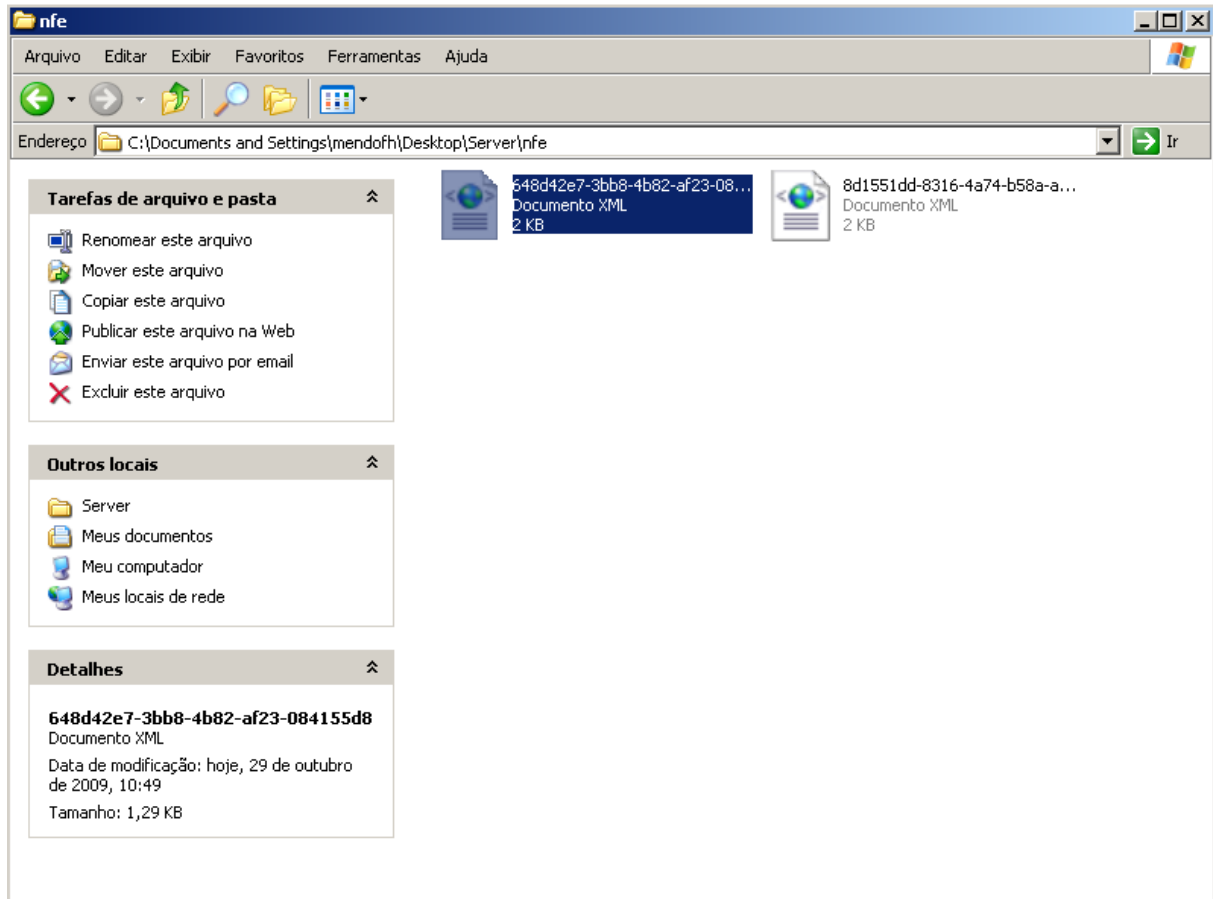 nfe
Arquivo Editar Exibir Favoritos Ferramentas Ajuda
Endereço C:\Documents and Settings\mendofh\Desktop\Server\nfe Ir
Tarefas de arquivo e pasta
Renomear este arquivo
Mover este arquivo
Copiar este arquivo
Publicar este arquivo na Web
Enviar este arquivo por email
Excluir este arquivo
Outros locais
Server
Meus documentos
Meu computador
Meus locais de rede
Detalhes
648d42e7-3bb8-4b82-af23-084155d8
Documento XML
Data de modificação: hoje, 29 de outubro
de 2009, 10:49
Tamanho: 1,29 KB
648d42e7-3bb8-4b82-af23-08...
Documento XML
2 KB
8d1551dd-8316-4a74-b58a-a...
Documento XML
2 KB